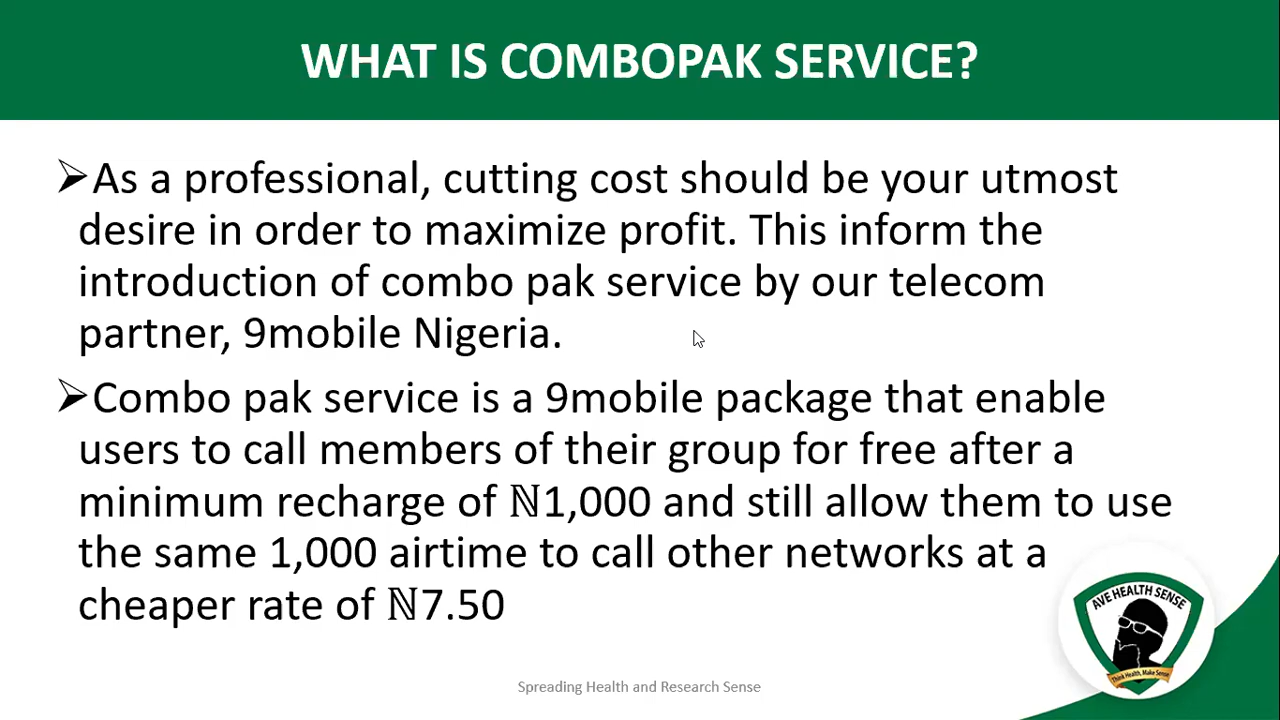 WHAT IS COMBOPAK SERVICE?
➢As a professional, cutting cost should be your utmost
desire in order to maximize profit. This inform the
introduction of combo pak service by our telecom
partner, 9mobile Nigeria.
➢Combo pak service is a 9mobile package that enable
users to call members of their group for free after a
minimum recharge of ℕ1,000 and still allow them to use
the same 1,000 airtime to call other networks at a
cheaper rate of ℕ7.50
AVE HEALTH SENSE
Think Health, Make Sense
Spreading Health and Research Sense